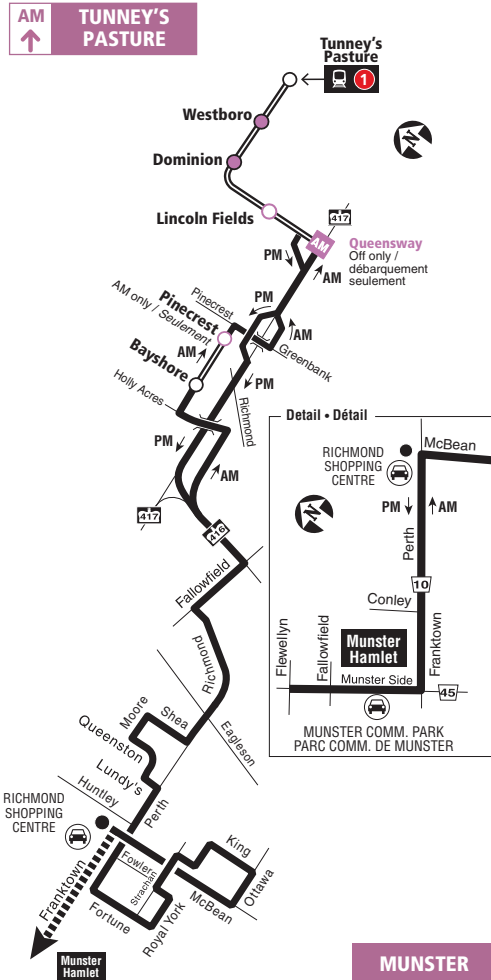 AM
TUNNEY'S
PASTURE
Tunney's
Pasture
1
Westboro
N
Dominion
Lincoln Fields
417
AM
Queensway
Off only /
débarquement
seulement
PM
AM
PM
Pinecrest
Pinecrest
AM only / Seulement
AM
Greenbank
Bayshore
AM
Holly Acres
PM
Richmond
PM
AM
417
416
Fallowfield
Richmond
Moore
Shea
Queenston
Eagleson
Lundy's
Huntley
Perth
RICHMOND
SHOPPING
CENTRE
King
Fowler
Strachan
Ottawa
Franktown
McBean
Fortune
Royal York
Munster
Hamlet
Detail • Détail
McBean
RICHMOND
SHOPPING
CENTRE
PM
AM
N
Perth
10
Conley
Flewellyn
Fallowfield
Munster
Hamlet
Franktown
Munster Side
45
MUNSTER COMM. PARK
PARC COMM. DE MUNSTER
MUNSTER